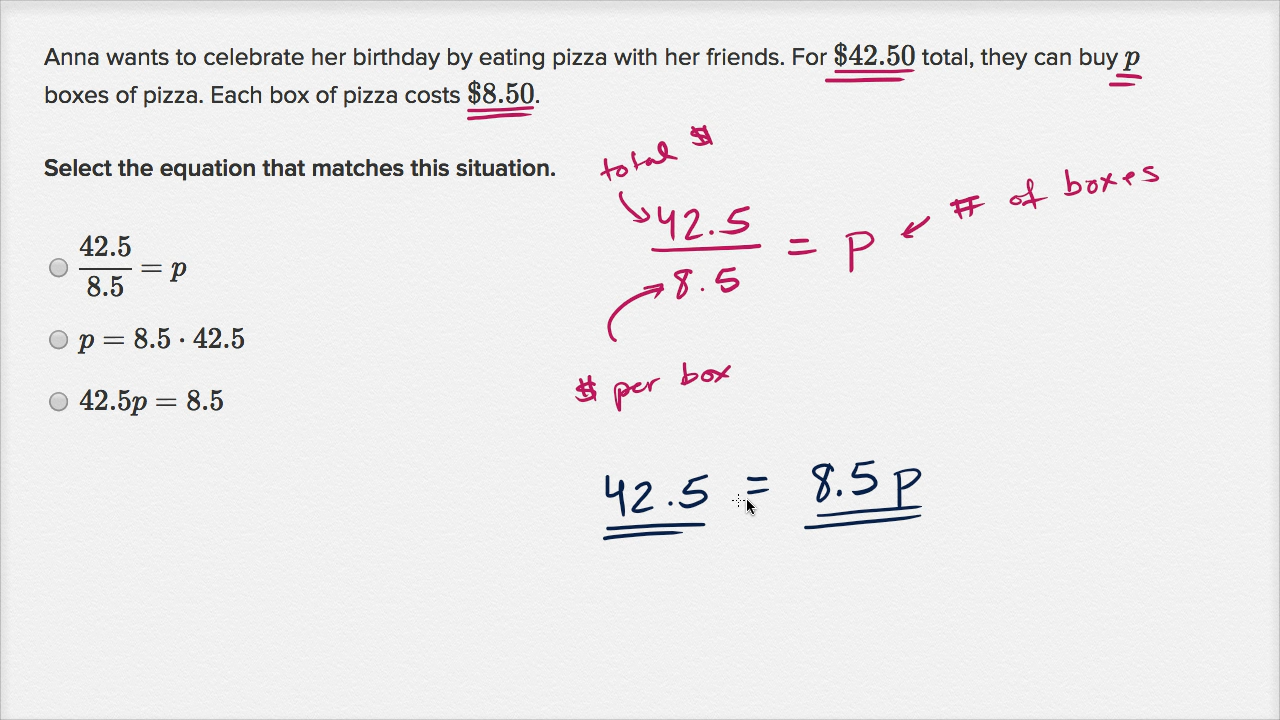 Anna wants to celebrate her birthday by eating pizza with her friends. For $42.50 total, they can buy p
boxes of pizza. Each box of pizza costs $8.50.
Select the equation that matches this situation.
42.5
8.5
= p
p = 8.5 · 42.5
42.5p = 8.5
total $
# of boxes
42.5
8.5
= p
$ per box
42.5 = 8.5 p